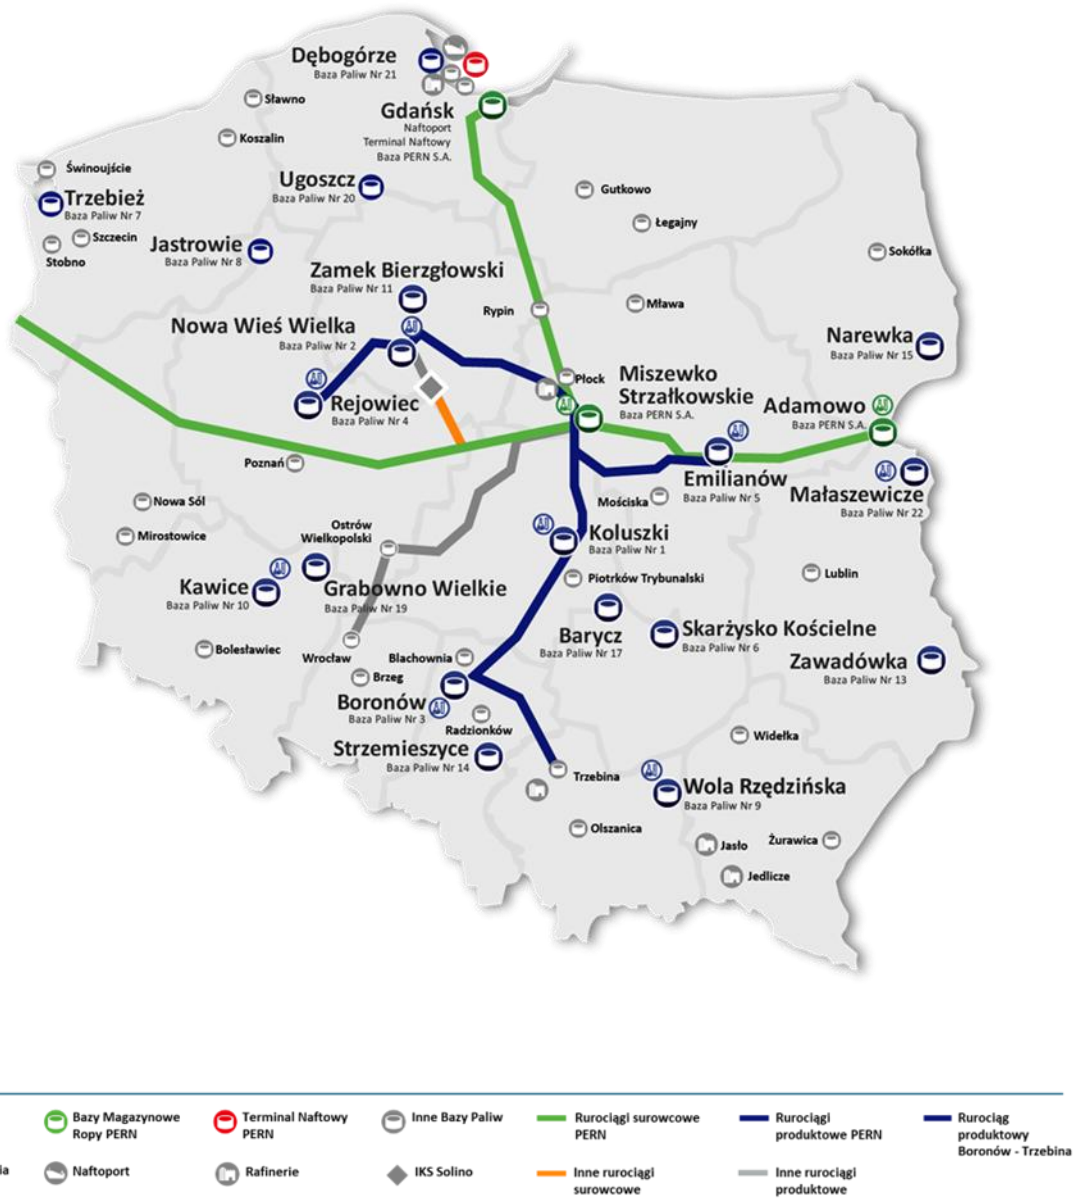 Dębogórze
Baza Paliw Nr 21
Sławno
Gdańsk
Naftoport
Terminal Naftowy
Baza PERN S.A.
Koszalin
Świnoujście
Trzebież
Baza Paliw Nr 7
Ugoszcz
Baza Paliw Nr 20
Gutkowo
Łegajny
Szczecin
Stobno
Jastrowie
Baza Paliw Nr 8
Sokółka
Zamek Bierzgłowski
Baza Paliw Nr 11
Rypin
Mława
Nowa Wieś Wielka
Baza Paliw Nr 2
Narewka
Baza Paliw Nr 15
Płock
Miszewko
Strzałkowskie
Baza PERN S.A.
Rejowiec
Baza Paliw Nr 4
Adamowo
Baza PERN S.A.
Poznań
Emilianów
Baza Paliw Nr 5
Małaszewicze
Baza Paliw Nr 22
Nowa Sól
Mościska
Mirostowice
Ostrów
Wielkopolski
Koluszki
Baza Paliw Nr 1
Kawice
Baza Paliw Nr 10
Grabowno Wielkie
Baza Paliw Nr 19
Piotrków Trybunalski
Lublin
Barycz
Baza Paliw Nr 17
Skarżysko Kościelne
Baza Paliw Nr 6
Bolesławiec
Wrocław
Blachownia
Zawadówka
Baza Paliw Nr 13
Brzeg
Boronów
Baza Paliw Nr 3
Radzionków
Widełka
Strzemieszyce
Baza Paliw Nr 14
Trzebina
Wola Rzędzińska
Baza Paliw Nr 9
Olszanica
Jasło
Żurawica
Jedlicze
Bazy Magazynowe
Ropy PERN
Terminal Naftowy
PERN
Inne Bazy Paliw
Rurociągi surowcowe
PERN
Rurociągi
produktowe PERN
Rurociąg
produktowy
Boronów - Trzebina
ia
Naftoport
Rafinerie
IKS Solino
Inne rurociągi
surowcowe
Inne rurociągi
produktowe